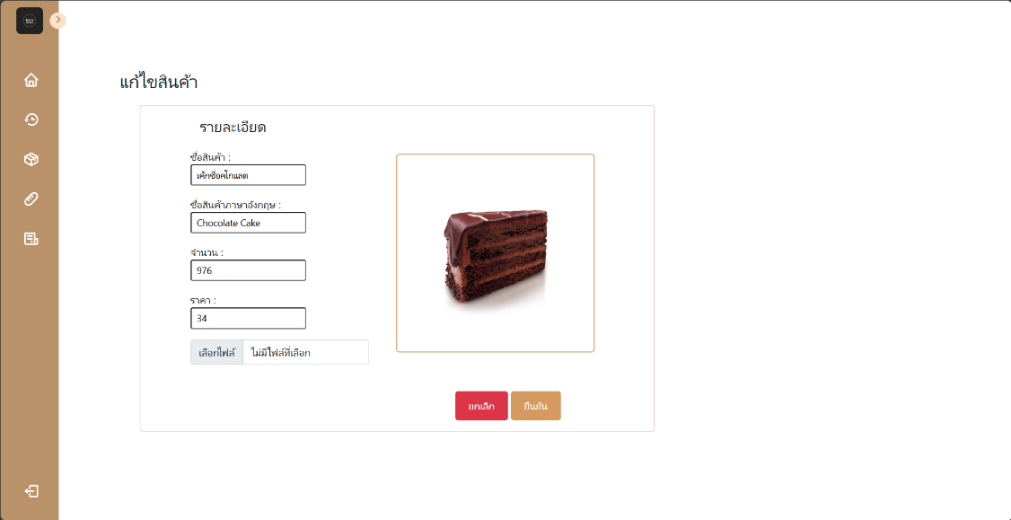 แก้ไขสินค้า
รายละเอียด
ชื่อสินค้า :
เค้กช็อคโกแลต
ชื่อสินค้าภาษาอังกฤษ :
Chocolate Cake
จำนวน :
976
ราคา :
34
เลือกไฟล์ ไม่มีไฟล์ที่เลือก
ยกเลิก ยืนยัน